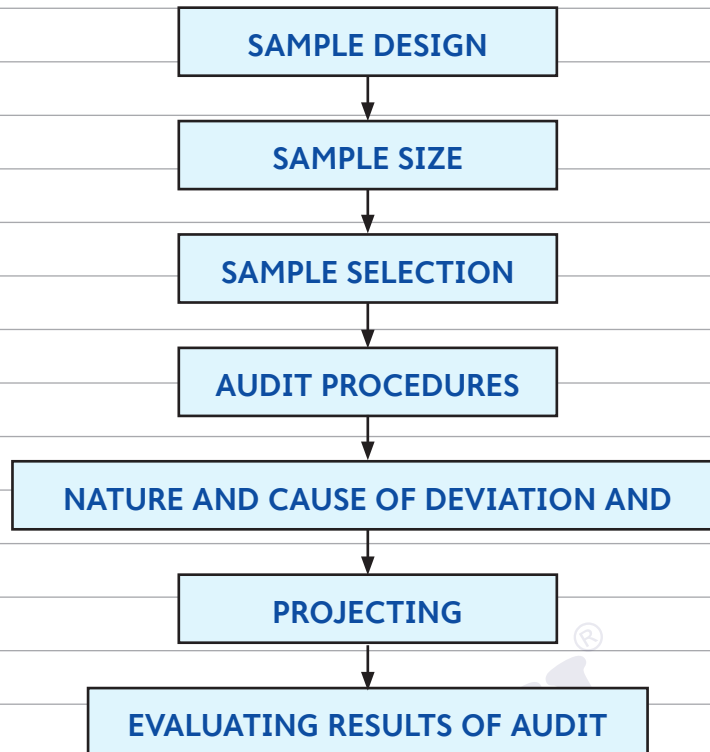 SAMPLE DESIGN
SAMPLE SIZE
SAMPLE SELECTION
AUDIT PROCEDURES
NATURE AND CAUSE OF DEVIATION AND
PROJECTING
EVALUATING RESULTS OF AUDIT
®